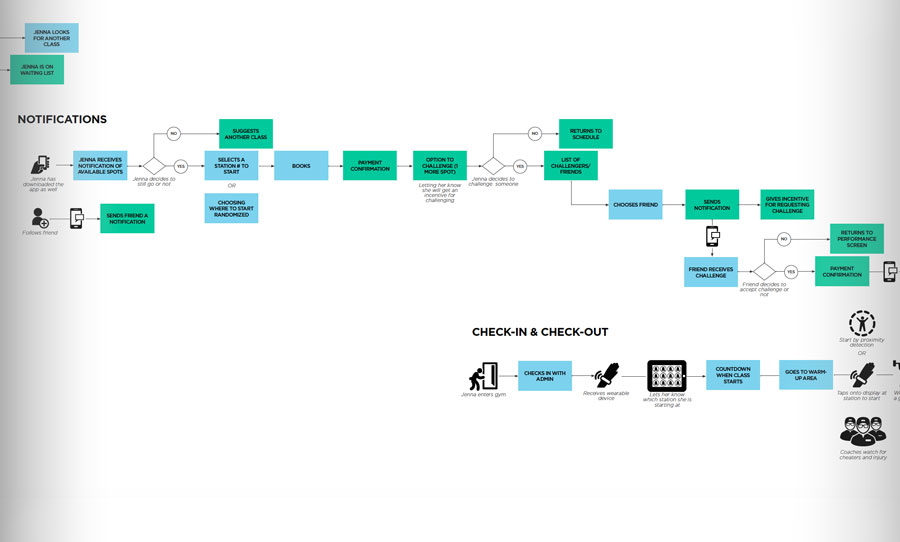 JENNA LOOKS
FOR ANOTHER
CLASS
JENNA IS ON
WAITING LIST
NOTIFICATIONS
NO
SUGGESTS
ANOTHER CLASS
NO
RETURNS TO
SCHEDULE
JENNA RECEIVES
NOTIFICATION OF
AVAILABLE SPOTS
YES
SELECTS A
STATION # TO
START
BOOKS
PAYMENT
CONFIRMATION
OPTION TO
CHALLENGE (1
MORE SPOT)
YES
LIST OF
CHALLENGERS/
FRIENDS
Jenna has
downloaded the
app as well
Jenna decides to
still go or not
OR
Letting her know
she will get an
incentive for
challenging
Jenna decides to
challenge someone
CHOOSING
WHERE TO START
RANDOMIZED
Follows friend
SENDS FRIEND A
NOTIFICATION
CHOOSES FRIEND
SENDS
NOTIFICATION
GIVES INCENTIVE
FOR REQUESTING
CHALLENGE
NO
RETURNS TO
PERFORMANCE
SCREEN
FRIEND RECEIVES
CHALLENGE
YES
PAYMENT
CONFIRMATION
Friend decides to
accept challenge or
not
CHECK-IN & CHECK-OUT
Start by proximity
detection
OR
Jenna enters gym
CHECKS IN WITH
ADMIN
Receives wearable
device
Lets her know
which station she is
starting at
COUNTDOWN
WHEN CLASS
STARTS
GOES TO WARM-
UP AREA
Taps onto display at
station to start
Coaches watch for
cheaters and injury